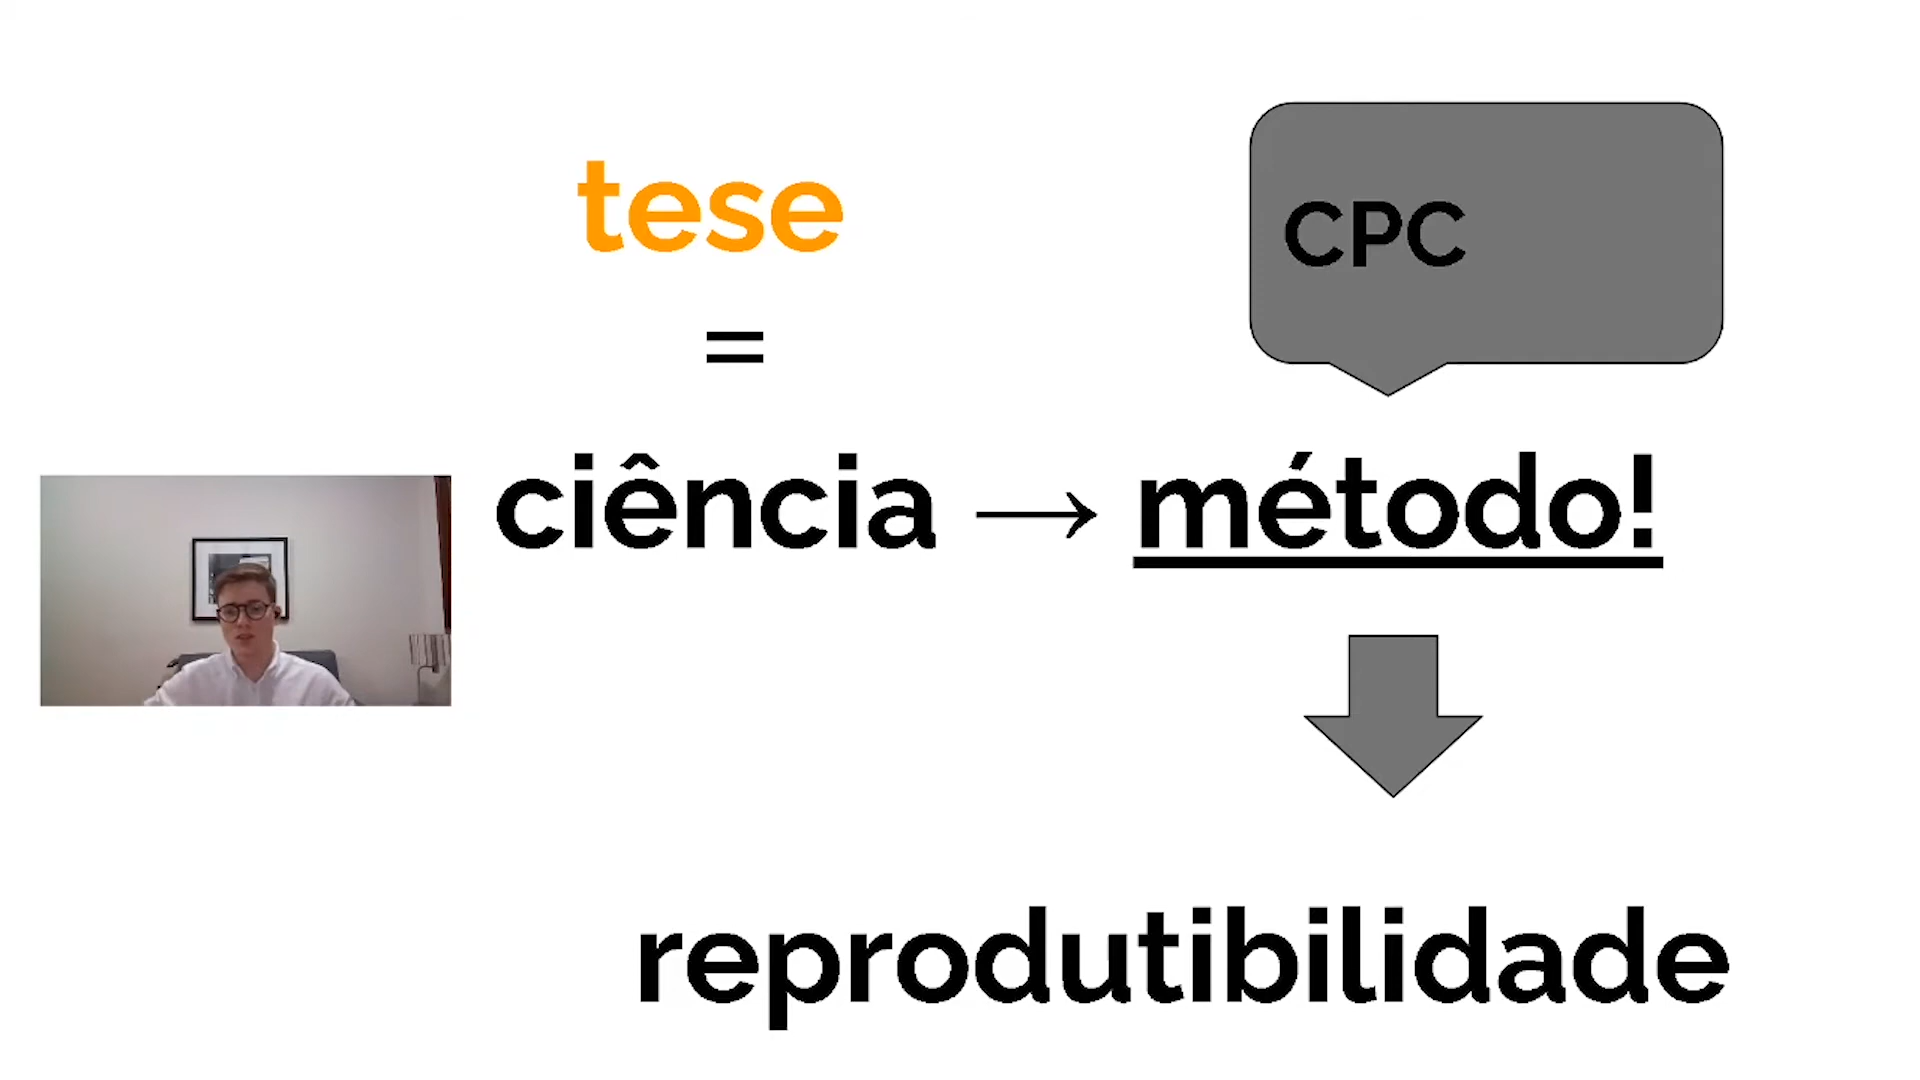 tese
CPC
=
ciência → método!
reprodutibilidade